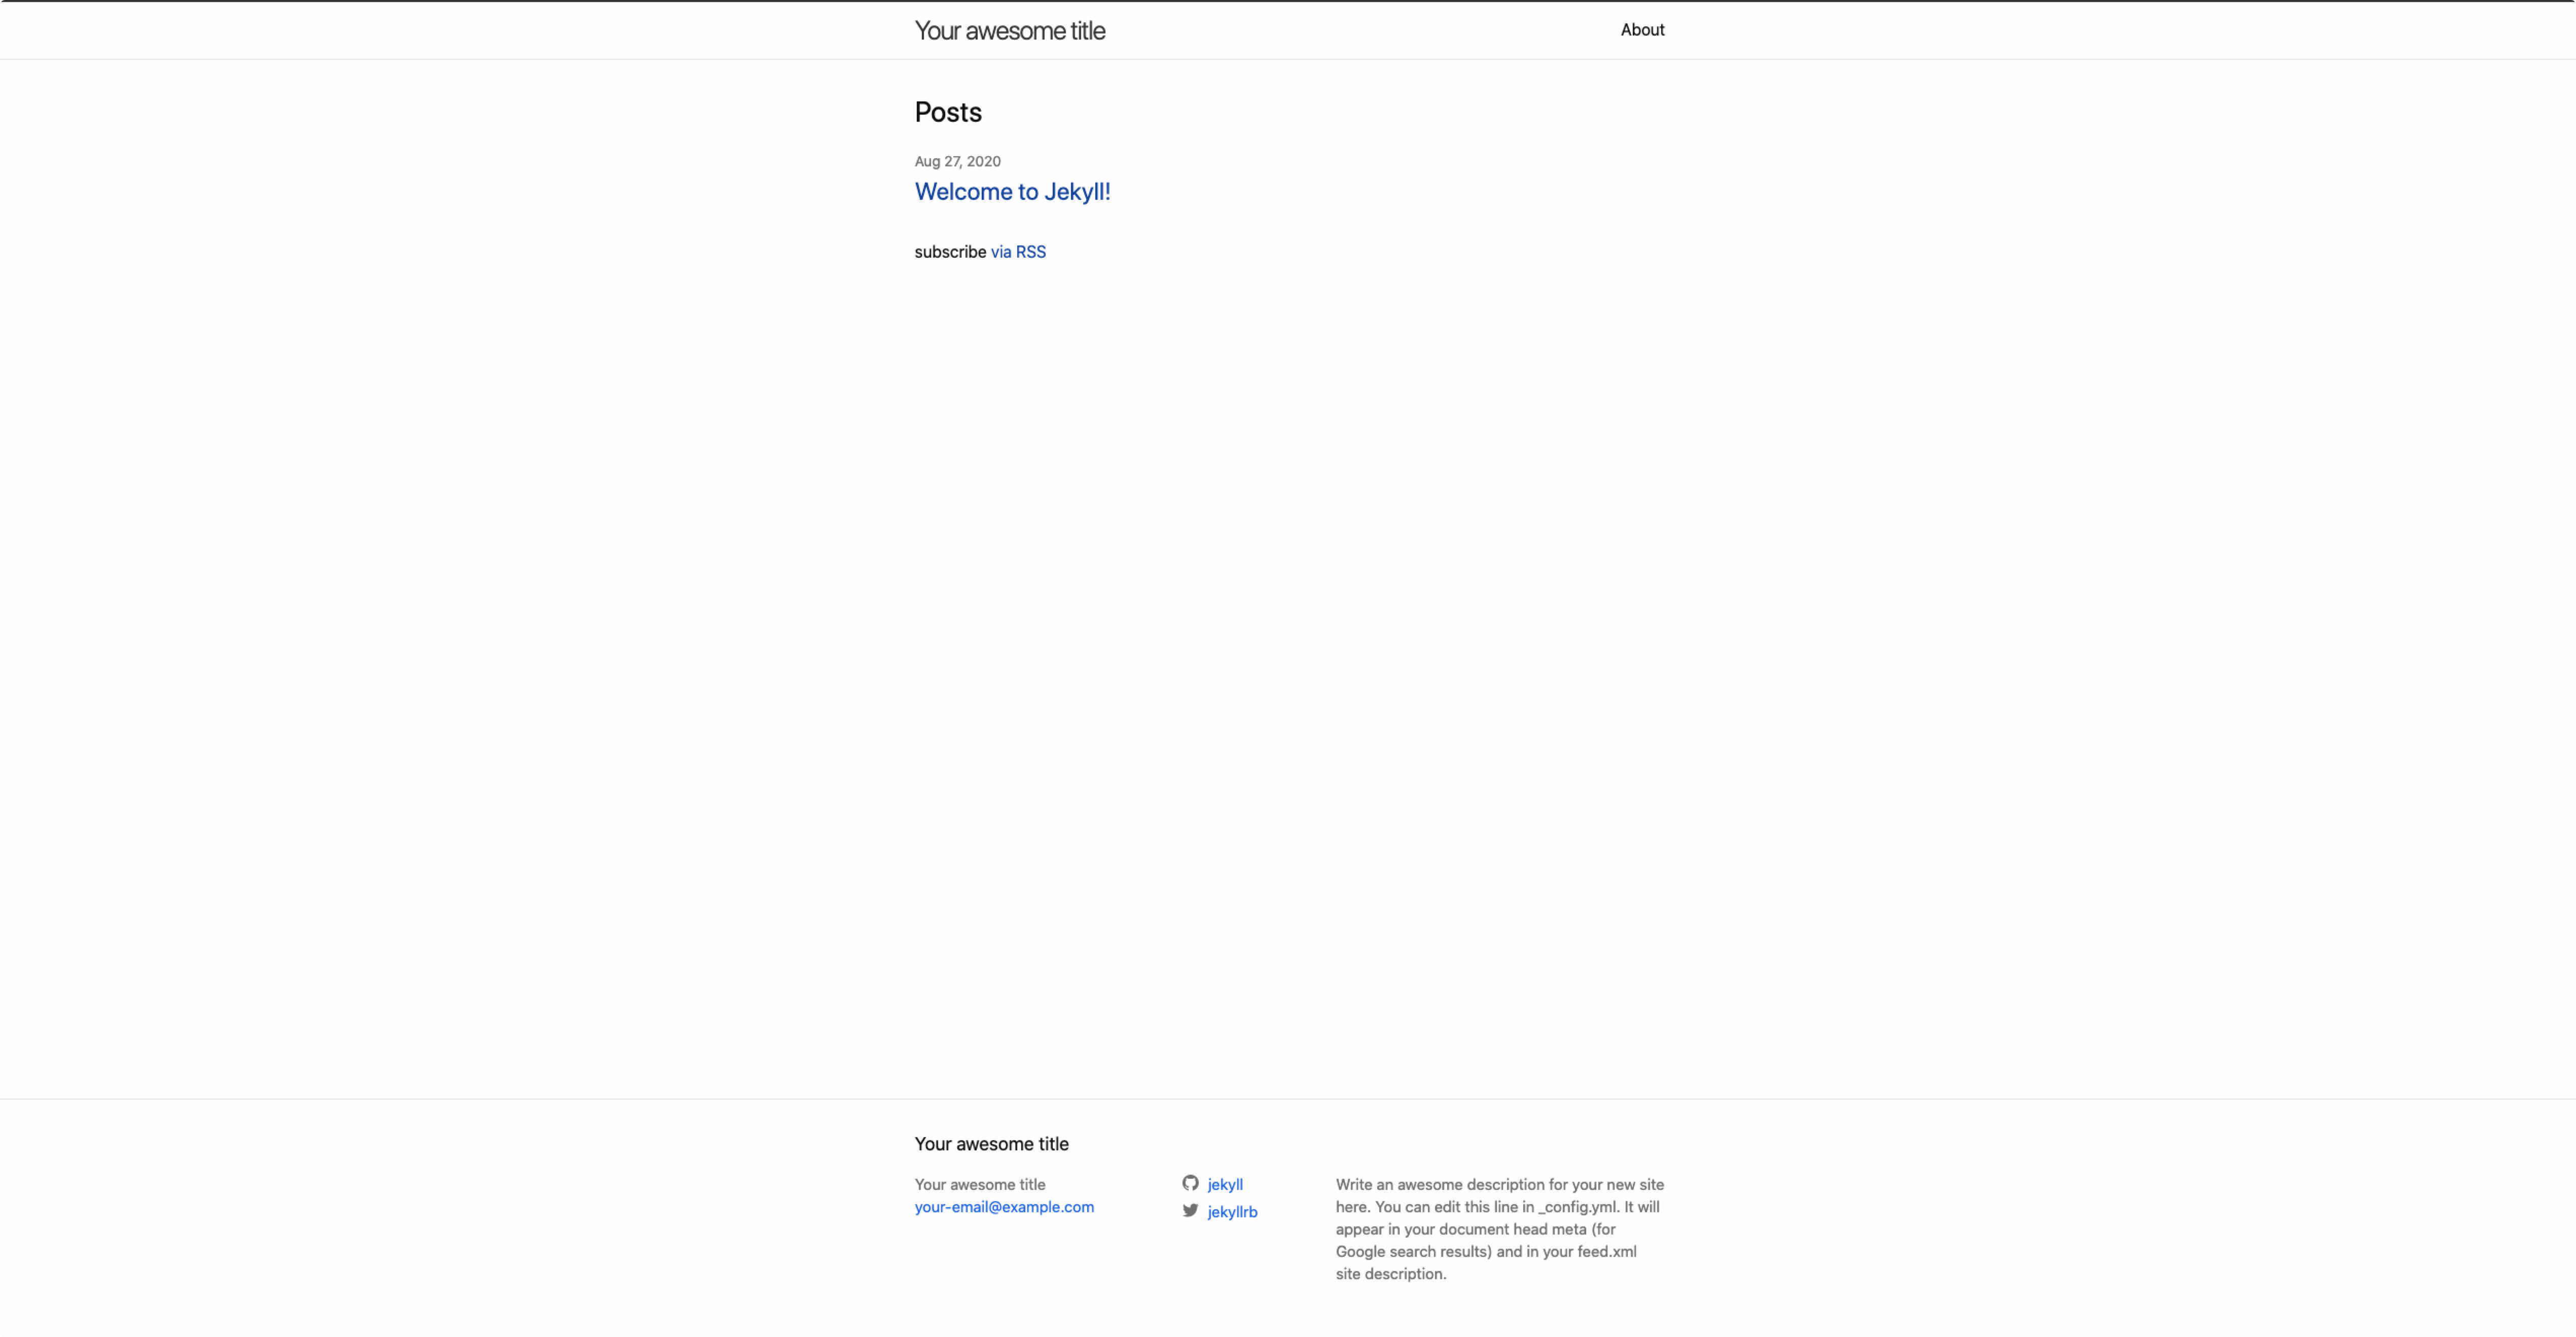 Your awesome title
About
Posts
Aug 27, 2020
Welcome to Jekyll!
subscribe via RSS
Your awesome title
Your awesome title
your-email@example.com
jekyll
jekyllrb
Write an awesome description for your new site
here. You can edit this line in _config.yml. It will
appear in your document head meta (for
Google search results) and in your feed.xml
site description.